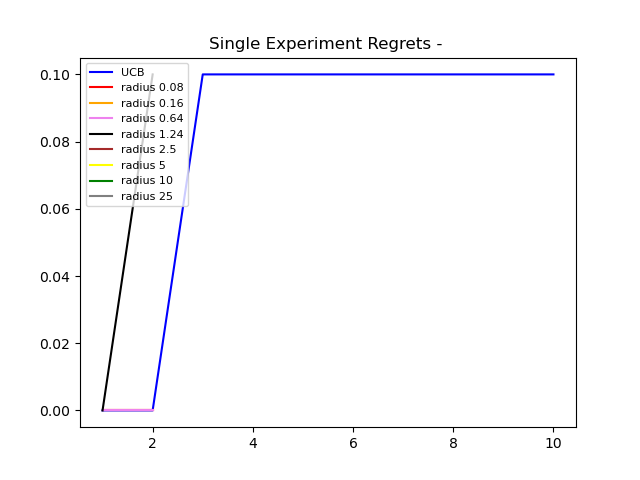 Single Experiment Regrets -
0.10
0.08
0.06
0.04
0.02
0.00
UCB
radius 0.08
radius 0.16
radius 0.64
radius 1.24
radius 2.5
radius 5
radius 10
radius 25
2 4 6 8 10